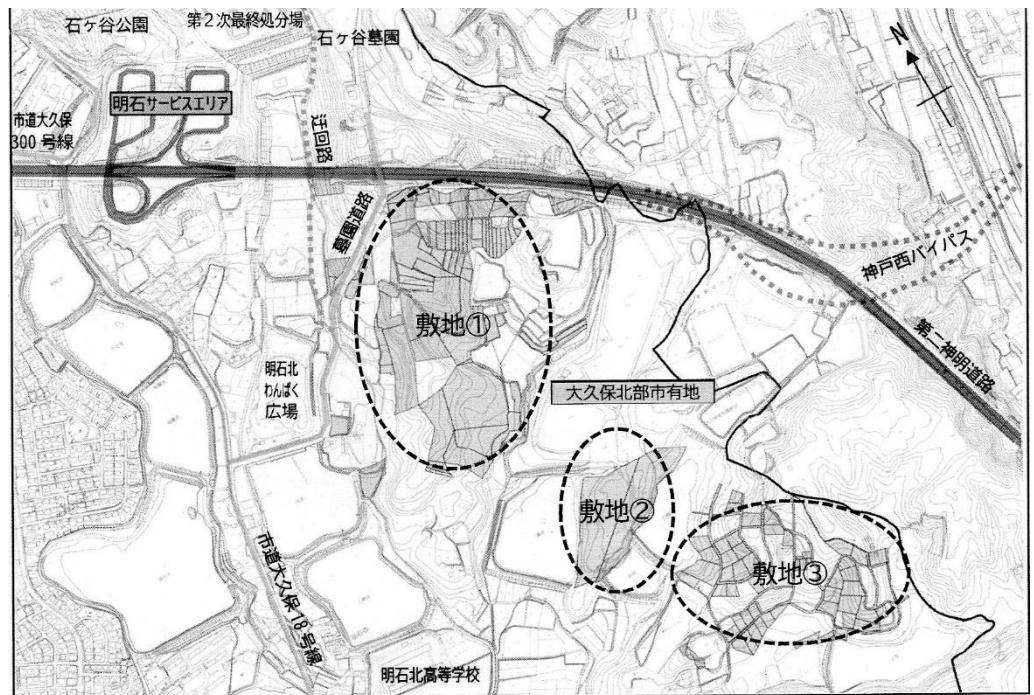 石ヶ谷公園
第2次最終処分場
石ヶ谷墓園
N
明石サービスエリア
市道大久保
300号線
迂回路
墓園道路
神戸西バイパス
第二神明道路
敷地①
明石北
わんぱく
広場
大久保北部市有地
敷地②
敷地③
市道大久保18号線
明石北高等学校